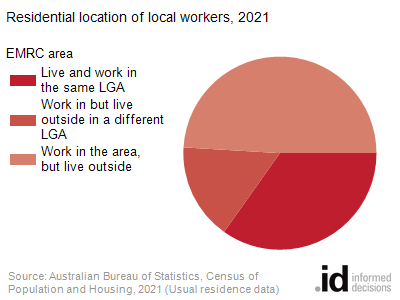 Residential location of local workers, 2021
EMRC area
Live and work in
the same LGA
Work in but live
outside in a different
LGA
Work in the area,
but live outside
Source: Australian Bureau of Statistics, Census of
Population and Housing, 2021 (Usual residence data)
.id informed
decisions